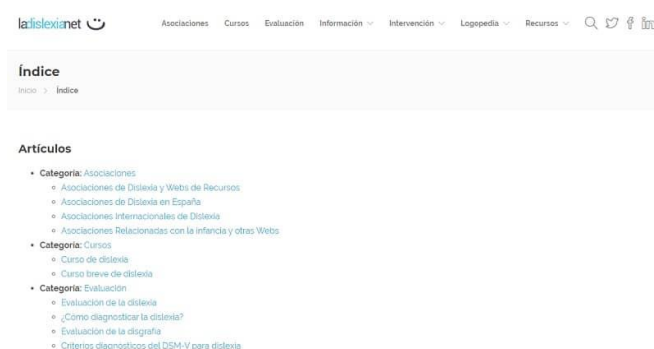 ladislexianet
Asociaciones Cursos Evaluación Información Intervención Logopedia Recursos
Índice
Inicio > Índice
Artículos
Categoría: Asociaciones
Asociaciones de Dislexia y Webs de Recursos
Asociaciones de Dislexia en España
Asociaciones Internacionales de Dislexia
Asociaciones Relacionadas con la infancia y otras Webs
Categoría: Cursos
Curso de dislexia
Curso breve de dislexia
Categoría: Evaluación
Evaluación de la dislexia
¿Cómo diagnosticar la dislexia?
Evaluación de la disgrafía
Criterios diagnósticos del DSM-V para dislexia